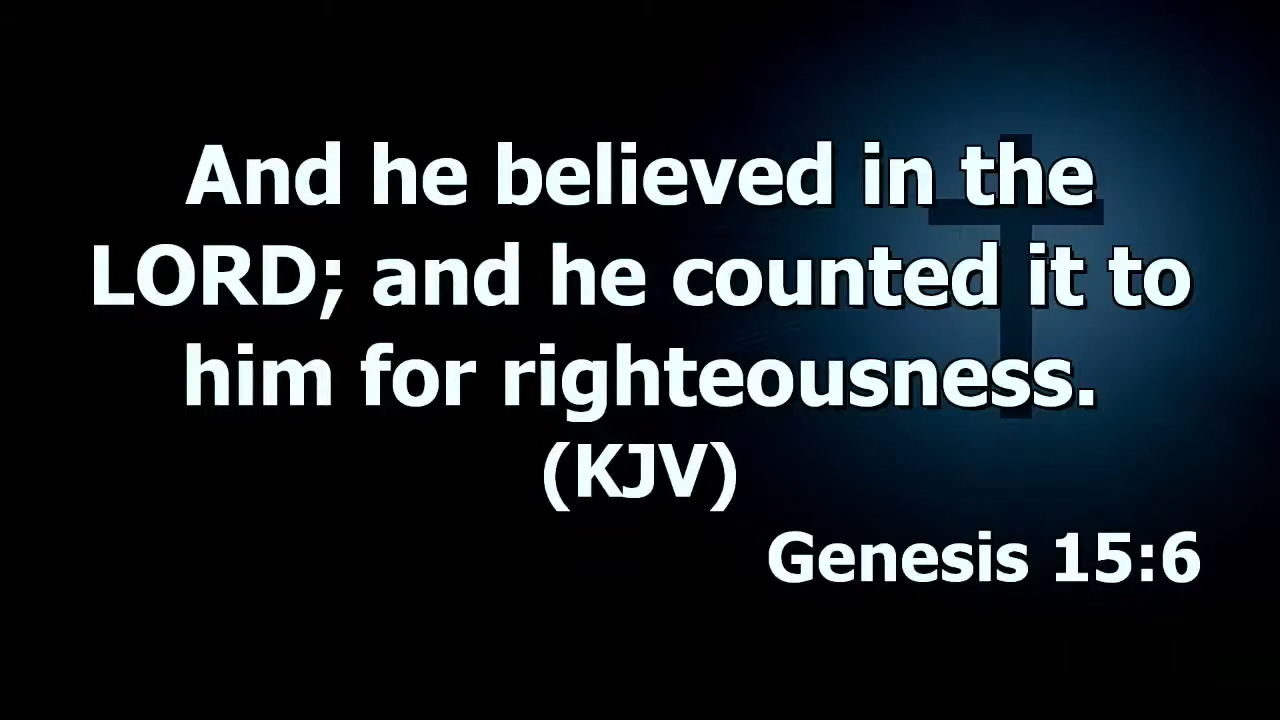 And he believed in the
LORD; and he counted it to
him for righteousness.
(KJV)
Genesis 15:6